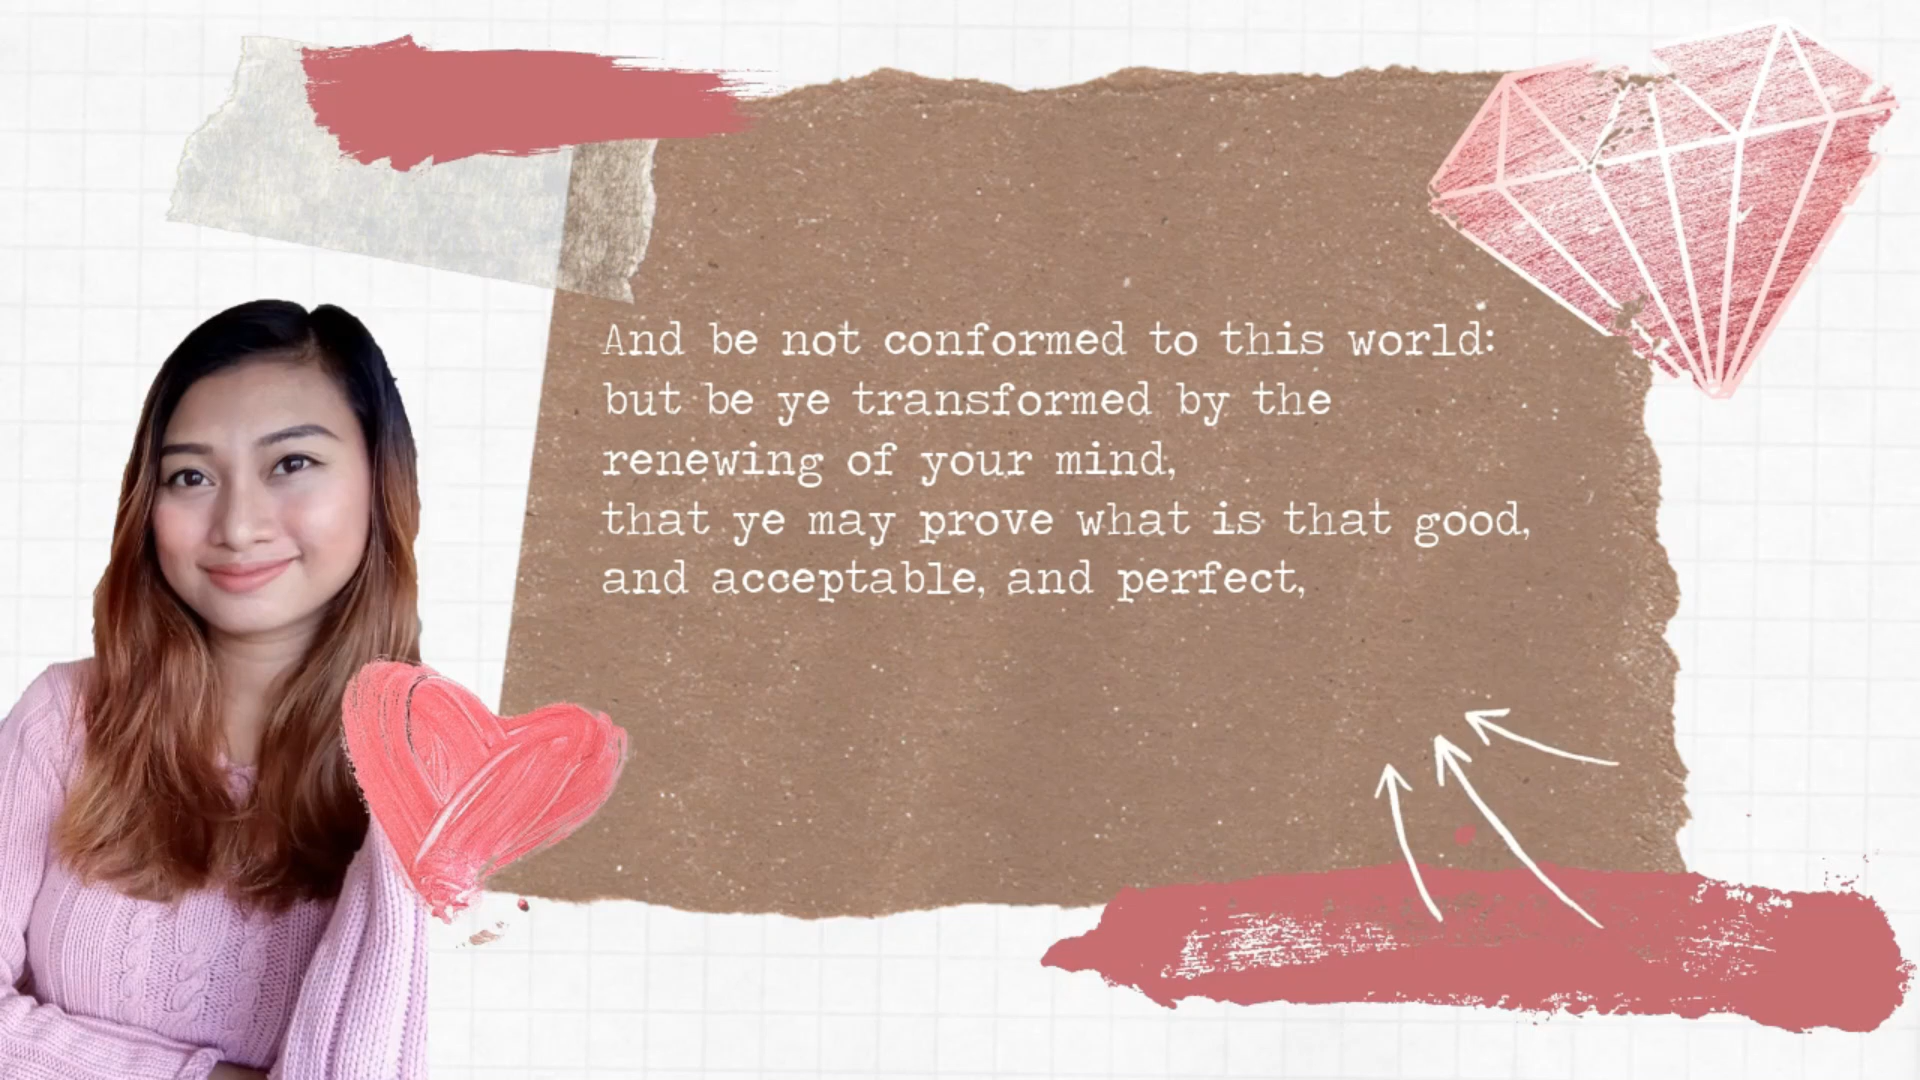 And be not conformed to this world:
but be ye transformed by the
renewing of your mind,
that ye may prove what is that good,
and acceptable, and perfect,